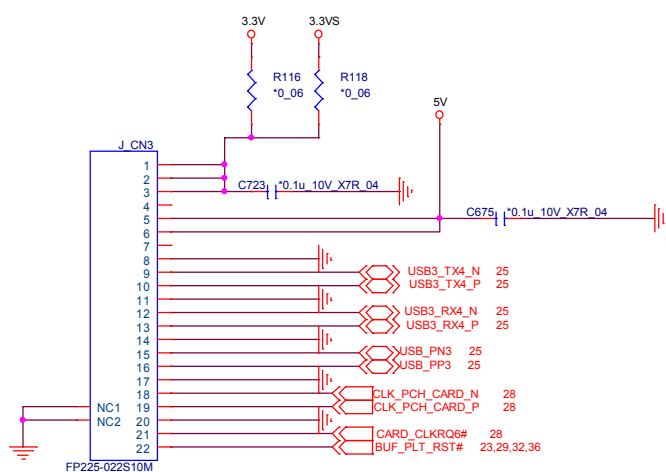 3.3V 3.3VS
R116 R118
*0_06 *0_06
5V
J_CN3
1
2
3 C723 *0.1u_10V_X7R_04
4
5 C675 *0.1u_10V_X7R_04
6
7
8
9 USB3_TX4_N 25
10 USB3_TX4_P 25
11
12 USB3_RX4_N 25
13 USB3_RX4_P 25
14
15 USB_PN3 25
16 USB_PP3 25
17
18 CLK_PCH_CARD_N 28
NC1 19 CLK_PCH_CARD_P 28
NC2 20
21 CARD_CLKRQ6# 28
22 BUF_PLT_RST# 23,29,32,36
FP225-022S10M